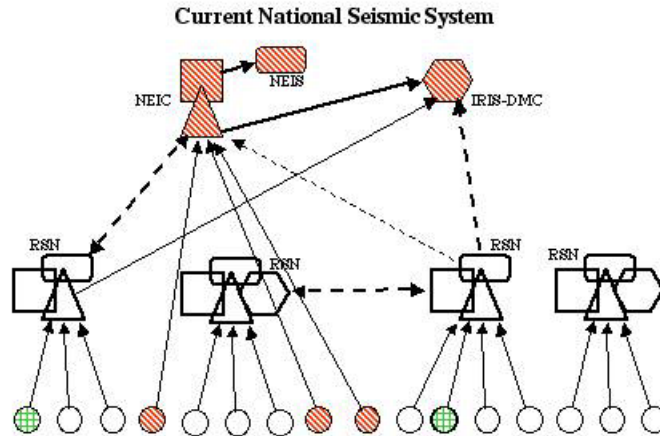 Current National Seismic System
NEIS
NEIC
IRIS-DMC
RSN
RSN
RSN
RSN